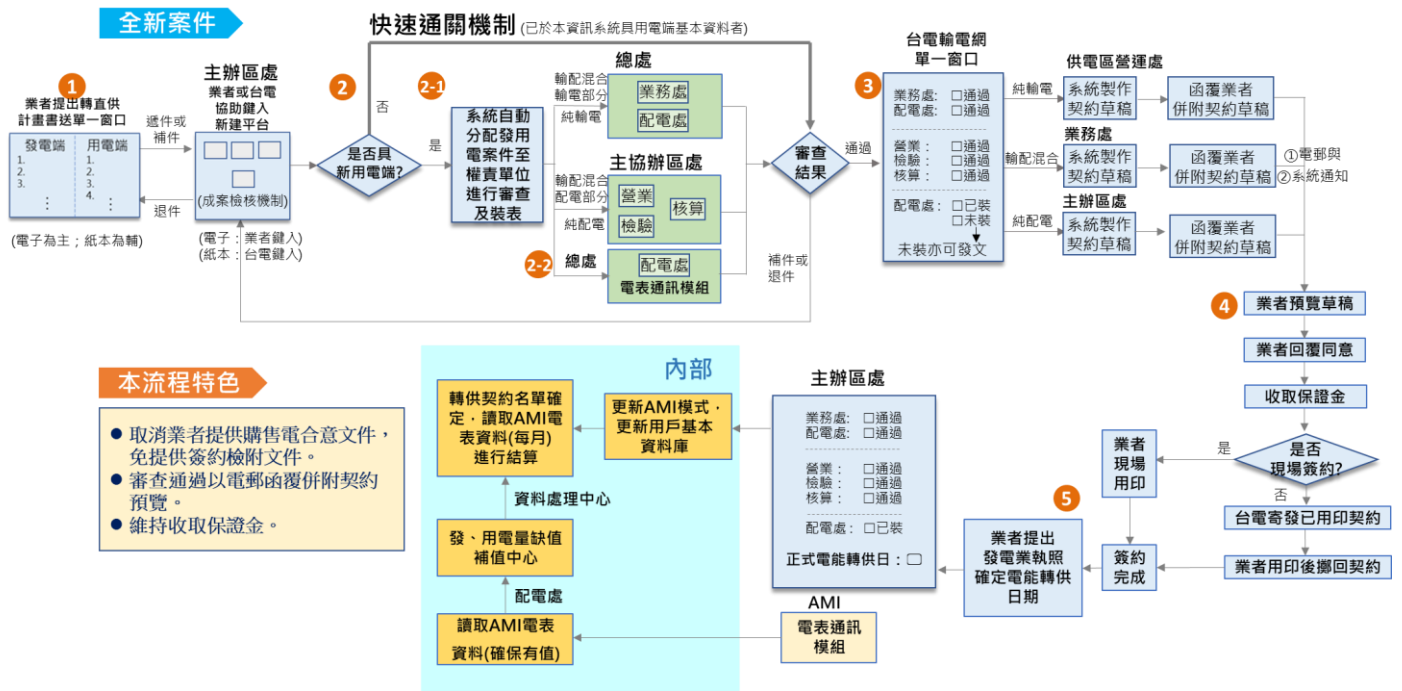 全新案件
快速通關機制 (已於本資訊系統具用電端基本資料者)
1
業者提出轉直供
計畫書送單一窗口
發電端
1.
2.
3.
⋮
用電端
1.
2.
3.
4.
⋮
(電子為主；紙本為輔)
遞件或
補件
退件
主辦區處
業者或台電
協助鍵入
新建平台
(成案檢核機制)
(電子：業者鍵入)
(紙本：台電鍵入)
2
否
是否具
新用電端?
是
2-1
系統自動
分配發用
電案件至
權責單位
進行審查
及裝表
輸配混合
輸電部分
純輸電
總處
業務處
配電處
輸配混合
配電部分
純配電
主協辦區處
營業
核算
檢驗
2-2
總處
配電處
電表通訊模組
審查
結果
通過
補件或
退件
台電輸電網
單一窗口
3
業務處: □通過
配電處: □通過
營業： □通過
檢驗： □通過
核算： □通過
配電處：□已裝
□未裝
未裝亦可發文
純輸電
供電區營運處
系統製作
契約草稿
函覆業者
併附契約草稿
輸配混合
業務處
系統製作
契約草稿
函覆業者
併附契約草稿
純配電
主辦區處
系統製作
契約草稿
函覆業者
併附契約草稿
①電郵與
②系統通知
4
業者預覽草稿
業者回覆同意
收取保證金
是否
現場簽約?
是
否
業者
現場
用印
台電寄發已用印契約
業者用印後擲回契約
簽約
完成
5
業者提出
發電業執照
確定電能轉供
日期
主辦區處
業務處: □通過
配電處: □通過
營業： □通過
檢驗： □通過
核算： □通過
配電處：□已裝
正式電能轉供日：▢
AMI
電表通訊
模組
內部
更新AMI模式，
更新用戶基本
資料庫
轉供契約名單確
定，讀取AMI電
表資料(每月)
進行結算
資料處理中心
發、用電量缺值
補值中心
配電處
讀取AMI電表
資料(確保有值)
本流程特色
● 取消業者提供購售電合意文件，
免提供簽約檢附文件。
● 審查通過以電郵函覆併附契約
預覽。
● 維持收取保證金。